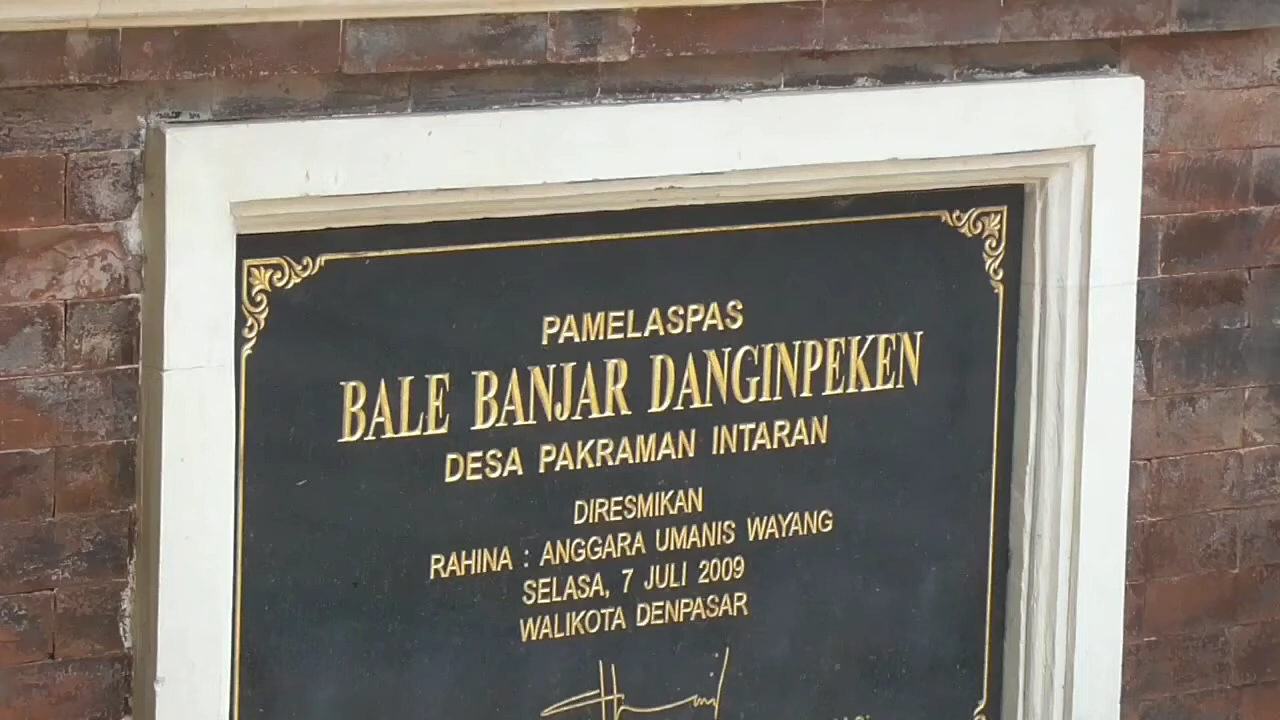 PAMELASPAS
BALE BANJAR DANGINPEKEN
DESA PAKRAMAN INTARAN
DIRESMIKAN
RAHINA : ANGGARA UMANIS WAYANG
SELASA, 7 JULI 2009
WALIKOTA DENPASAR